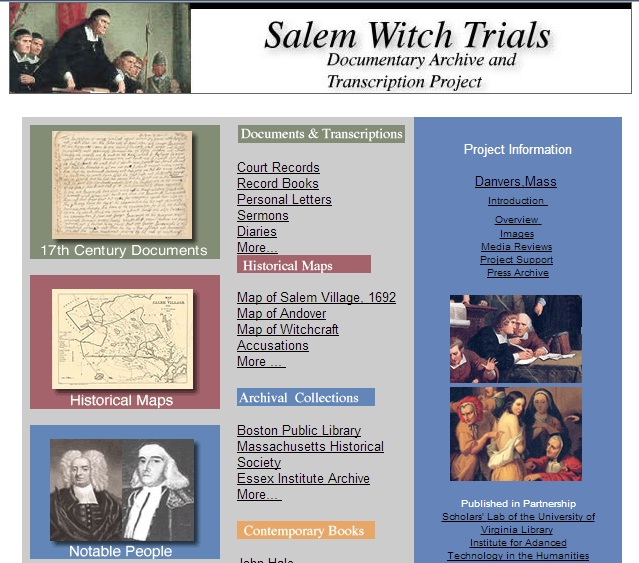 Salem Witch Trials
Documentary Archive and
Transcription Project
17th Century Documents
Historical Maps
Notable People
Documents & Transcriptions
Court Records
Record Books
Personal Letters
Sermons
Diaries
More...
Historical Maps
Map of Salem Village, 1692
Map of Andover
Map of Witchcraft
Accusations
More ...
Archival Collections
Boston Public Library
Massachusetts Historical
Society
Essex Institute Archive
More...
Contemporary Books
John Hale
Project Information
Danvers,Mass
Introduction
Overview
Images
Media Reviews
Project Support
Press Archive
Published in Partnership
Scholars' Lab of the University of
Virginia Library
Institute for Adanced
Technology in the Humanities